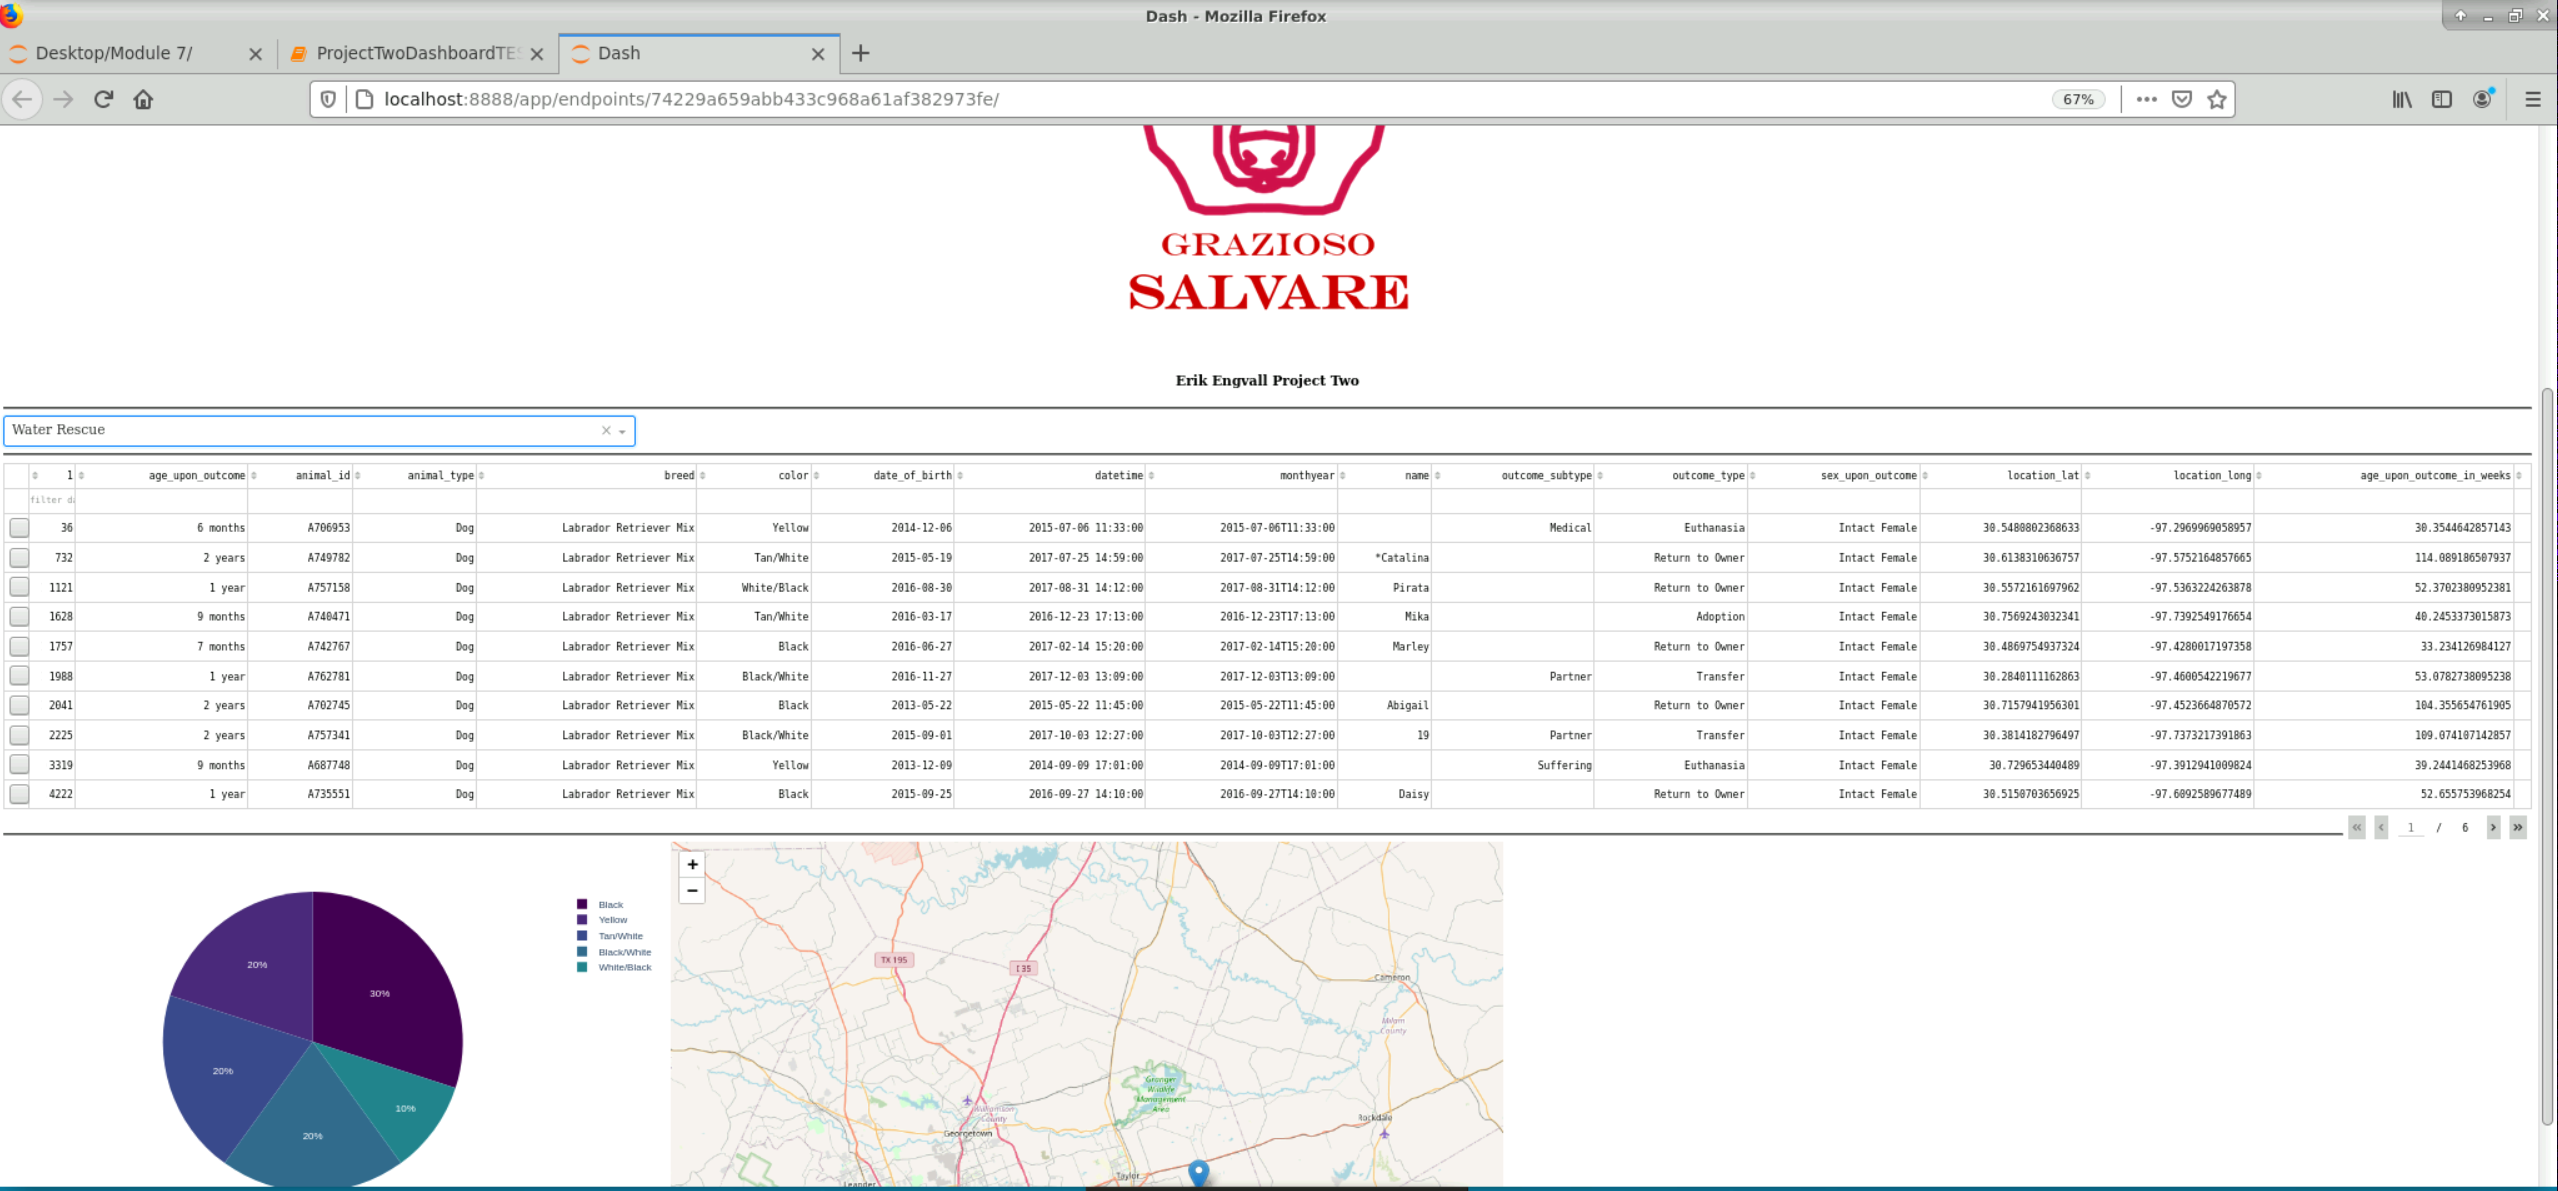 Dash - Mozilla Firefox
Desktop/Module 7/ ProjectTwoDashboardTES Dash
localhost:8888/app/endpoints/74229a659abb433c968a61af382973fe/ 67%
GRAZIOSO
SALVARE
Erik Engvall Project Two
Water Rescue
1 age_upon_outcome animal_id animal_type breed color date_of_birth datetime monthyear name outcome_subtype outcome_type sex_upon_outcome location_lat location_long age_upon_outcome_in_weeks
filter da
36 6 months A706953 Dog Labrador Retriever Mix Yellow 2014-12-06 2015-07-06 11:33:00 2015-07-06T11:33:00 Medical Euthanasia Intact Female 30.5480802368633 -97.2969969058957 30.3544642857143
732 2 years A749782 Dog Labrador Retriever Mix Tan/White 2015-05-19 2017-07-25 14:59:00 2017-07-25T14:59:00 *Catalina Return to Owner Intact Female 30.6138310636757 -97.5752164857665 114.089186507937
1121 1 year A757158 Dog Labrador Retriever Mix White/Black 2016-08-30 2017-08-31 14:12:00 2017-08-31T14:12:00 Pirata Return to Owner Intact Female 30.5572161697962 -97.5363224263878 52.3702380952381
1628 9 months A740471 Dog Labrador Retriever Mix Tan/White 2016-03-17 2016-12-23 17:13:00 2016-12-23T17:13:00 Mika Adoption Intact Female 30.7569243032341 -97.7392549176654 40.2453373015873
1757 7 months A742767 Dog Labrador Retriever Mix Black 2016-06-27 2017-02-14 15:20:00 2017-02-14T15:20:00 Marley Return to Owner Intact Female 30.4869754937324 -97.4280017197358 33.234126984127
1988 1 year A762781 Dog Labrador Retriever Mix Black/White 2016-11-27 2017-12-03 13:09:00 2017-12-03T13:09:00 Partner Transfer Intact Female 30.2840111162863 -97.4600542219677 53.0782738095238
2041 2 years A702745 Dog Labrador Retriever Mix Black 2013-05-22 2015-05-22 11:45:00 2015-05-22T11:45:00 Abigail Return to Owner Intact Female 30.7157941956301 -97.4523664870572 104.355654761905
2225 2 years A757341 Dog Labrador Retriever Mix Black/White 2015-09-01 2017-10-03 12:27:00 2017-10-03T12:27:00 19 Partner Transfer Intact Female 30.3814182796497 -97.7373217391863 109.074107142857
3319 9 months A687748 Dog Labrador Retriever Mix Yellow 2013-12-09 2014-09-09 17:01:00 2014-09-09T17:01:00 Suffering Euthanasia Intact Female 30.729653440489 -97.3912941009824 39.2441468253968
4222 1 year A735551 Dog Labrador Retriever Mix Black 2015-09-25 2016-09-27 14:10:00 2016-09-27T14:10:00 Daisy Return to Owner Intact Female 30.5150703656925 -97.6092589677489 52.655753968254
« ‹ 1 / 6 › »
Black
Yellow
Tan/White
Black/White
White/Black
20%
30%
20%
10%
20%
+
−
TX 195
I 35
Cameron
Milam
County
Granger
Wildlife
Management
Area
Williamson
County
Georgetown
Rockdale
Taylor
Leander